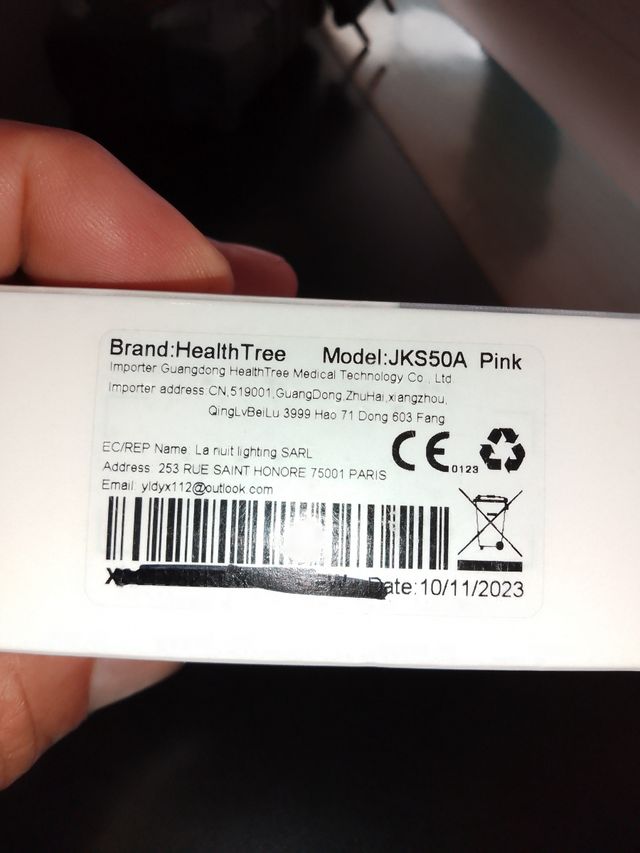 Brand:HealthTree Model:JKS50A Pink
Importer Guangdong HealthTree Medical Technology Co., Ltd
Importer address:CN,519001,GuangDong,ZhuHai,xiangzhou,
QingLvBeiLu 3999 Hao 71 Dong 603 Fang
EC/REP Name: La nuit lighting SARL
Address: 253 RUE SAINT HONORE 75001 PARIS
Email: yldyx112@outlook.com
CE 0123
Date:10/11/2023